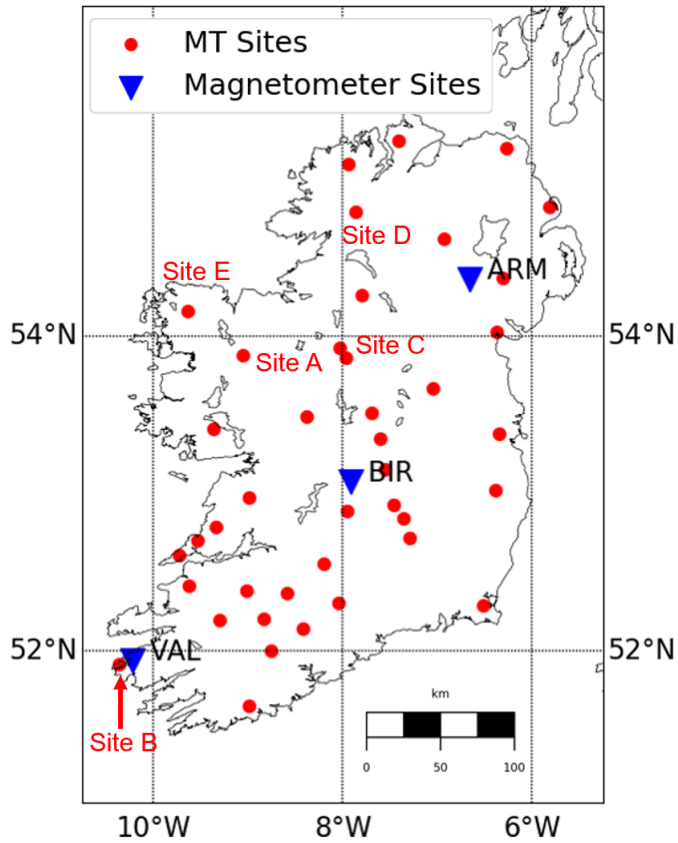 MT Sites
Magnetometer Sites
Site D
ARM
Site E
54°N
54°N
Site A
Site C
BIR
52°N
VAL
52°N
Site B
km
0
50
100
10°W
8°W
6°W